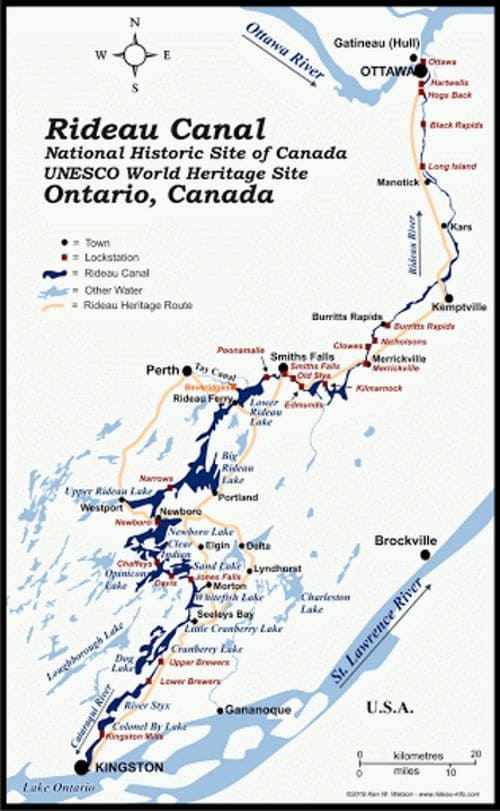 N
W E
S
Ottawa River
Gatineau (Hull)
OTTAWA
Ottawa
Hartwells
Hogs Back
Rideau Canal
National Historic Site of Canada
UNESCO World Heritage Site
Ontario, Canada
Black Rapids
Long Island
Manotick
= Town
= Lockstation
= Rideau Canal
= Other Water
= Rideau Heritage Route
Rideau River
Kars
Kemptville
Burritts Rapids
Burritts Rapids
Nicholsons
Clowes
Merrickville
Merrickville
Kilmarnock
Poonamalie
Smiths Falls
Smiths Falls
Old Slys
Edmunds
Perth
Tay Canal
Beveridges
Rideau Ferry
Lower
Rideau
Lake
Big
Rideau
Lake
Narrows
Upper Rideau Lake
Portland
Westport
Newboro
Newboro
Newboro Lake
Clear
Indian
Elgin
Delta
Brockville
Chaffeys
Sand Lake
Lyndhurst
Opinicon
Lake
Davis
Jones Falls
Morton
Whitefish Lake
Charleston
Lake
Seeleys Bay
Little Cranberry Lake
St. Lawrence River
Loughborough Lake
Cranberry Lake
Dog
Lake
Upper Brewers
Lower Brewers
Cataraqui River
River Styx
Gananoque
U.S.A.
Colonel By Lake
Kingston Mills
KINGSTON
Lake Ontario
0 kilometres 20
0 miles 10
©2018 Ken W. Watson - www.rideau-info.com